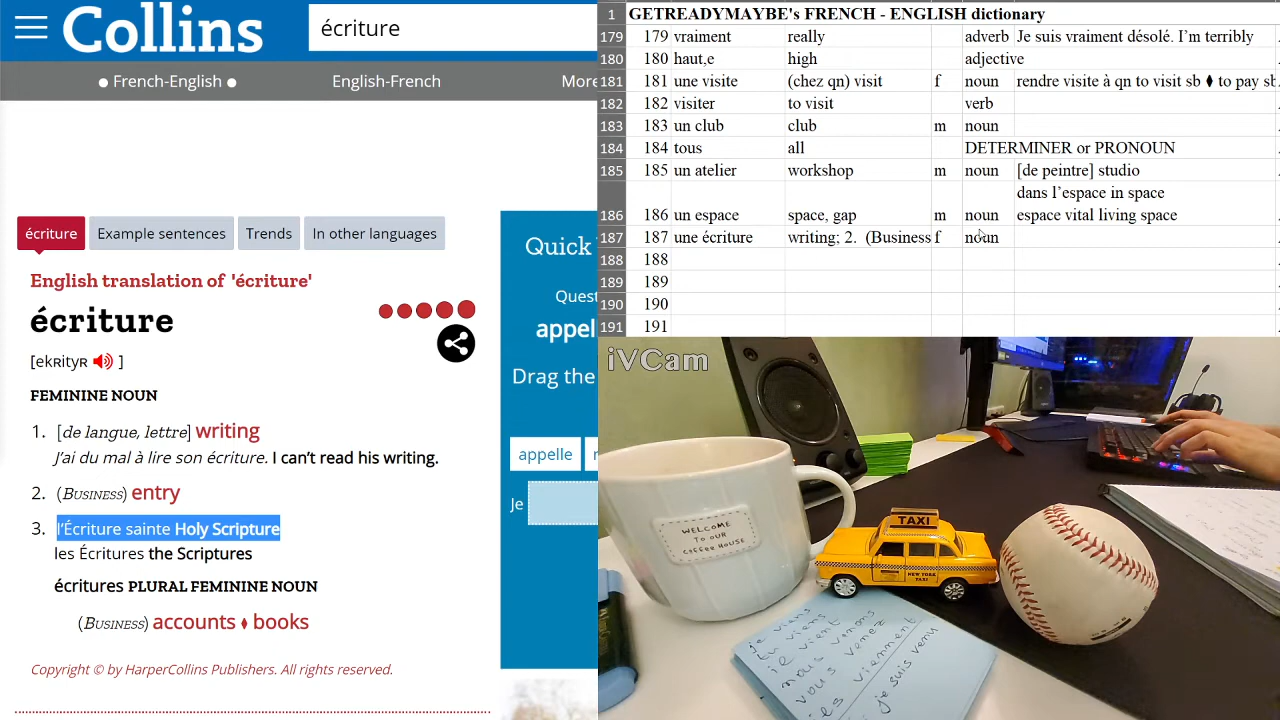 Collins
écriture
● French-English ●
English-French
More
écriture
Example sentences
Trends
In other languages
English translation of 'écriture'
écriture
[ekʀityʀ ]
FEMININE NOUN
1. [de langue, lettre] writing
J'ai du mal à lire son écriture. I can't read his writing.
2. (Business) entry
3. l'Écriture sainte Holy Scripture
les Écritures the Scriptures
écritures PLURAL FEMININE NOUN
(Business) accounts ♦ books
Copyright © by HarperCollins Publishers. All rights reserved.
Quick
Quest
appel
Drag the
appelle
Je
1 GETREADYMAYBE's FRENCH - ENGLISH dictionary
179 179 vraiment really adverb Je suis vraiment désolé. I'm terribly
180 180 haut,e high adjective
181 181 une visite (chez qn) visit f noun rendre visite à qn to visit sb ♦ to pay sb
182 182 visiter to visit verb
183 183 un club club m noun
184 184 tous all DETERMINER or PRONOUN
185 185 un atelier workshop m noun [de peintre] studio
dans l'espace in space
186 186 un espace space, gap m noun espace vital living space
187 187 une écriture writing; 2. (Business f noun
188 188
189 189
190 190
191 191
iVCam
WELCOME
TO OUR
COFFEE HOUSE
TAXI
NEW YORK
TAXI
je viens
tu viens
il vient
nous venons
vous venez
viennent
je suis venu